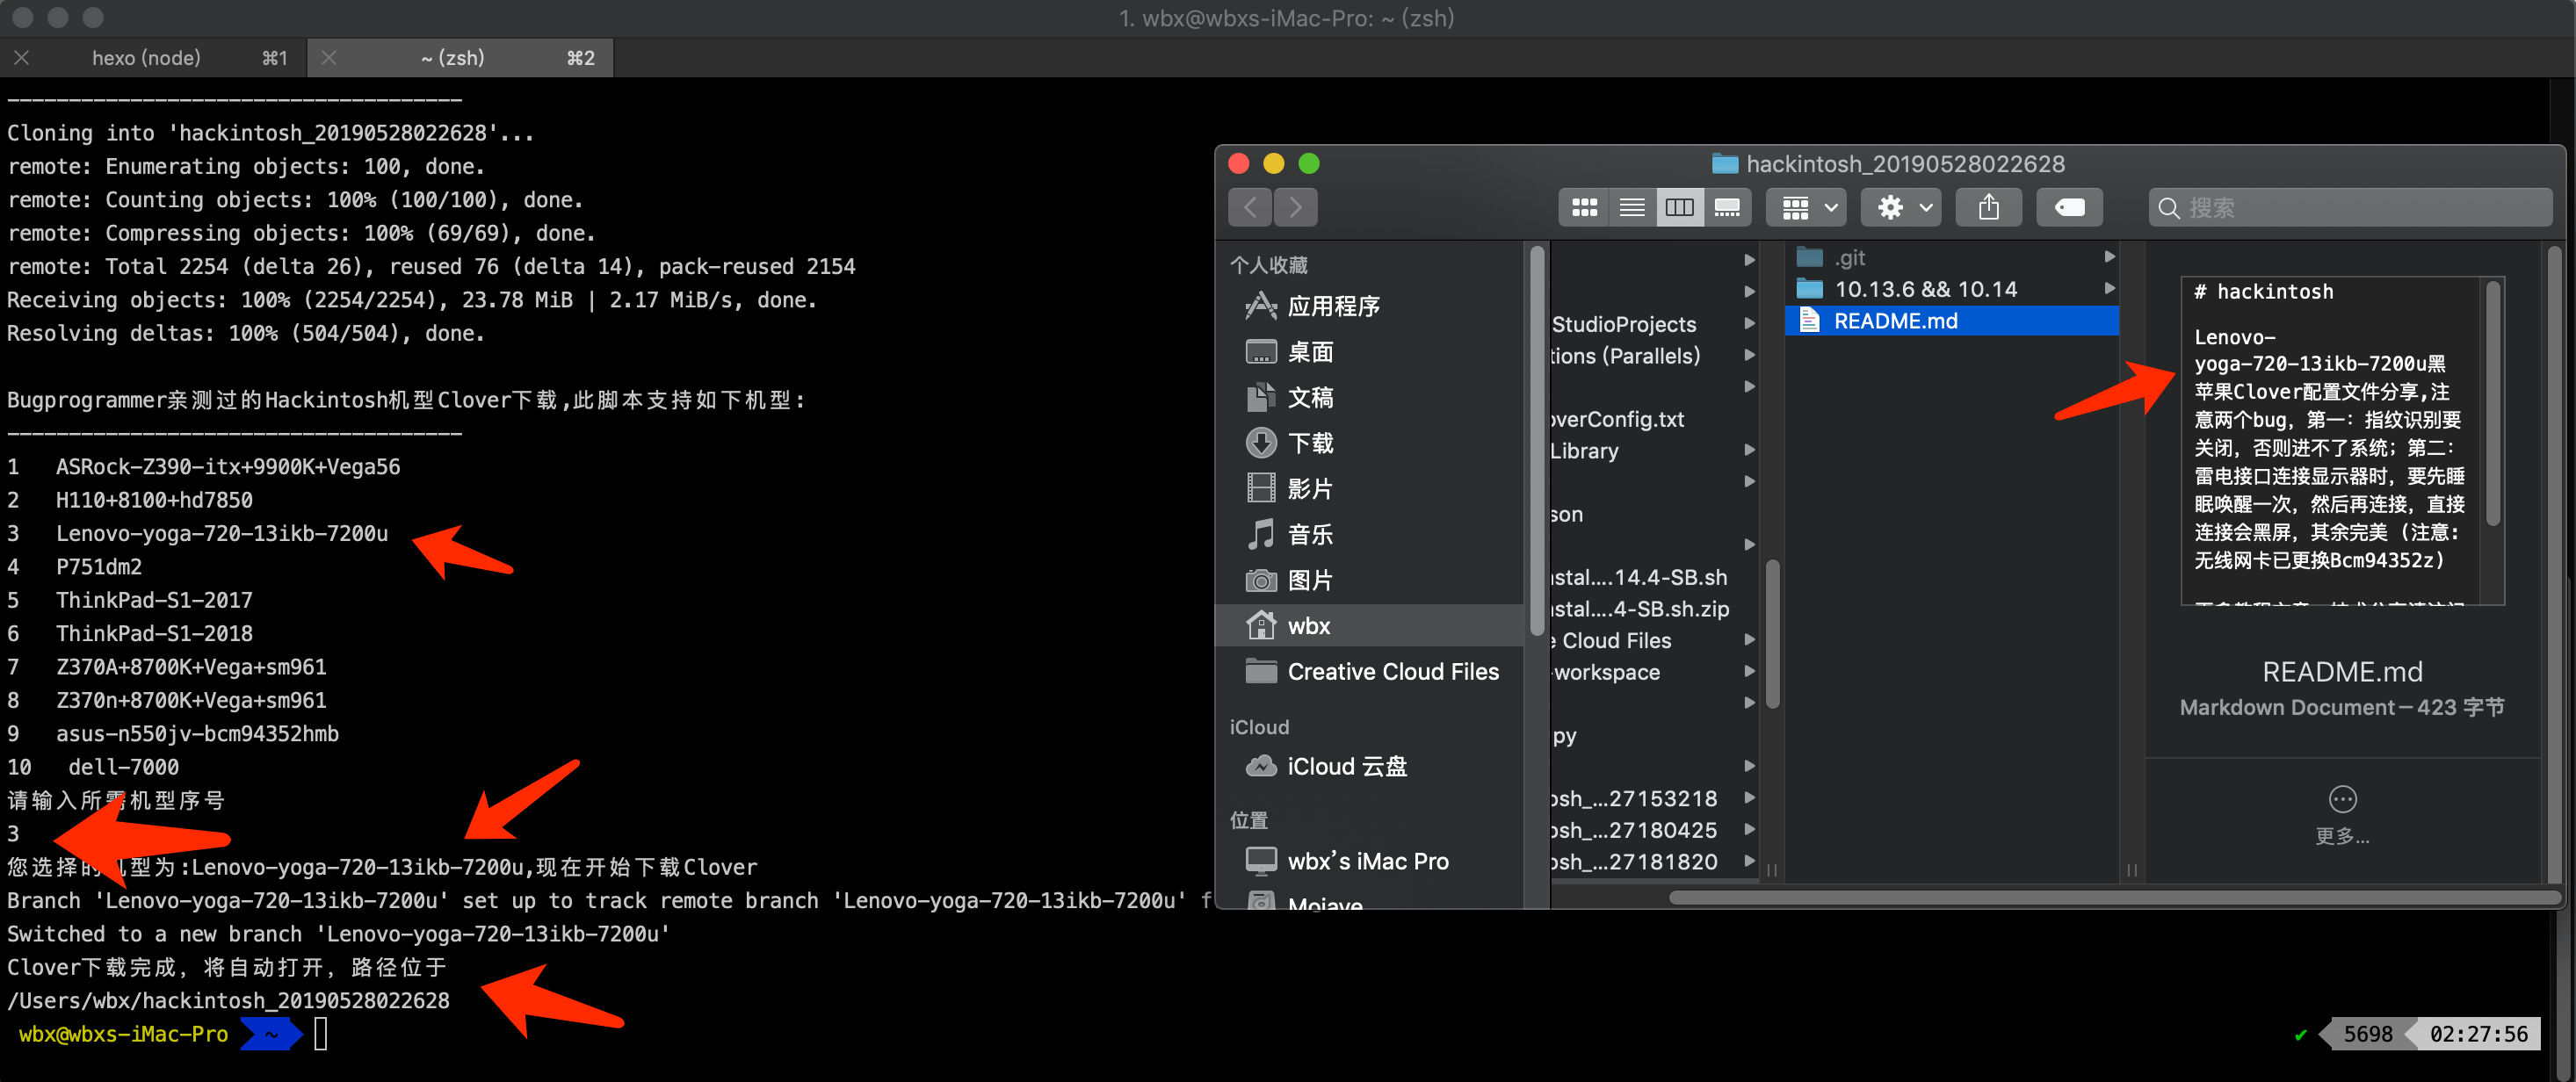 1. wbx@wbxs-iMac-Pro: ~ (zsh)
hexo (node) ⌘1
~ (zsh) ⌘2
-------------------------------------
Cloning into 'hackintosh_20190528022628'...
remote: Enumerating objects: 100, done.
remote: Counting objects: 100% (100/100), done.
remote: Compressing objects: 100% (69/69), done.
remote: Total 2254 (delta 26), reused 76 (delta 14), pack-reused 2154
Receiving objects: 100% (2254/2254), 23.78 MiB | 2.17 MiB/s, done.
Resolving deltas: 100% (504/504), done.
Bugprogrammer亲测过的Hackintosh机型Clover下载,此脚本支持如下机型:
-------------------------------------
1 ASRock-Z390-itx+9900K+Vega56
2 H110+8100+hd7850
3 Lenovo-yoga-720-13ikb-7200u
4 P751dm2
5 ThinkPad-S1-2017
6 ThinkPad-S1-2018
7 Z370A+8700K+Vega+sm961
8 Z370n+8700K+Vega+sm961
9 asus-n550jv-bcm94352hmb
10 dell-7000
请输入所需机型序号
3
您选择的机型为:Lenovo-yoga-720-13ikb-7200u,现在开始下载Clover
Branch 'Lenovo-yoga-720-13ikb-7200u' set up to track remote branch 'Lenovo-yoga-720-13ikb-7200u' f
Switched to a new branch 'Lenovo-yoga-720-13ikb-7200u'
Clover下载完成, 将自动打开, 路径位于
/Users/wbx/hackintosh_20190528022628
wbx@wbxs-iMac-Pro ~
✔ 5698 02:27:56
hackintosh_20190528022628
搜索
个人收藏
应用程序
桌面
文稿
下载
影片
音乐
图片
wbx
Creative Cloud Files
iCloud
iCloud 云盘
位置
wbx's iMac Pro
Mojave
StudioProjects
tions (Parallels)
overConfig.txt
Library
son
nstal....14.4-SB.sh
nstal....4-SB.sh.zip
e Cloud Files
-workspace
py
osh_...27153218
osh_...27180425
osh_...27181820
.git
10.13.6 && 10.14
README.md
# hackintosh
Lenovo-
yoga-720-13ikb-7200u黑
苹果Clover配置文件分享,注
意两个bug, 第一: 指纹识别要
关闭, 否则进不了系统; 第二:
雷电接口连接显示器时, 要先睡
眠唤醒一次, 然后再连接, 直接
连接会黑屏, 其余完美 (注意:
无线网卡已更换Bcm94352z)
README.md
Markdown Document — 423 字节
更多...